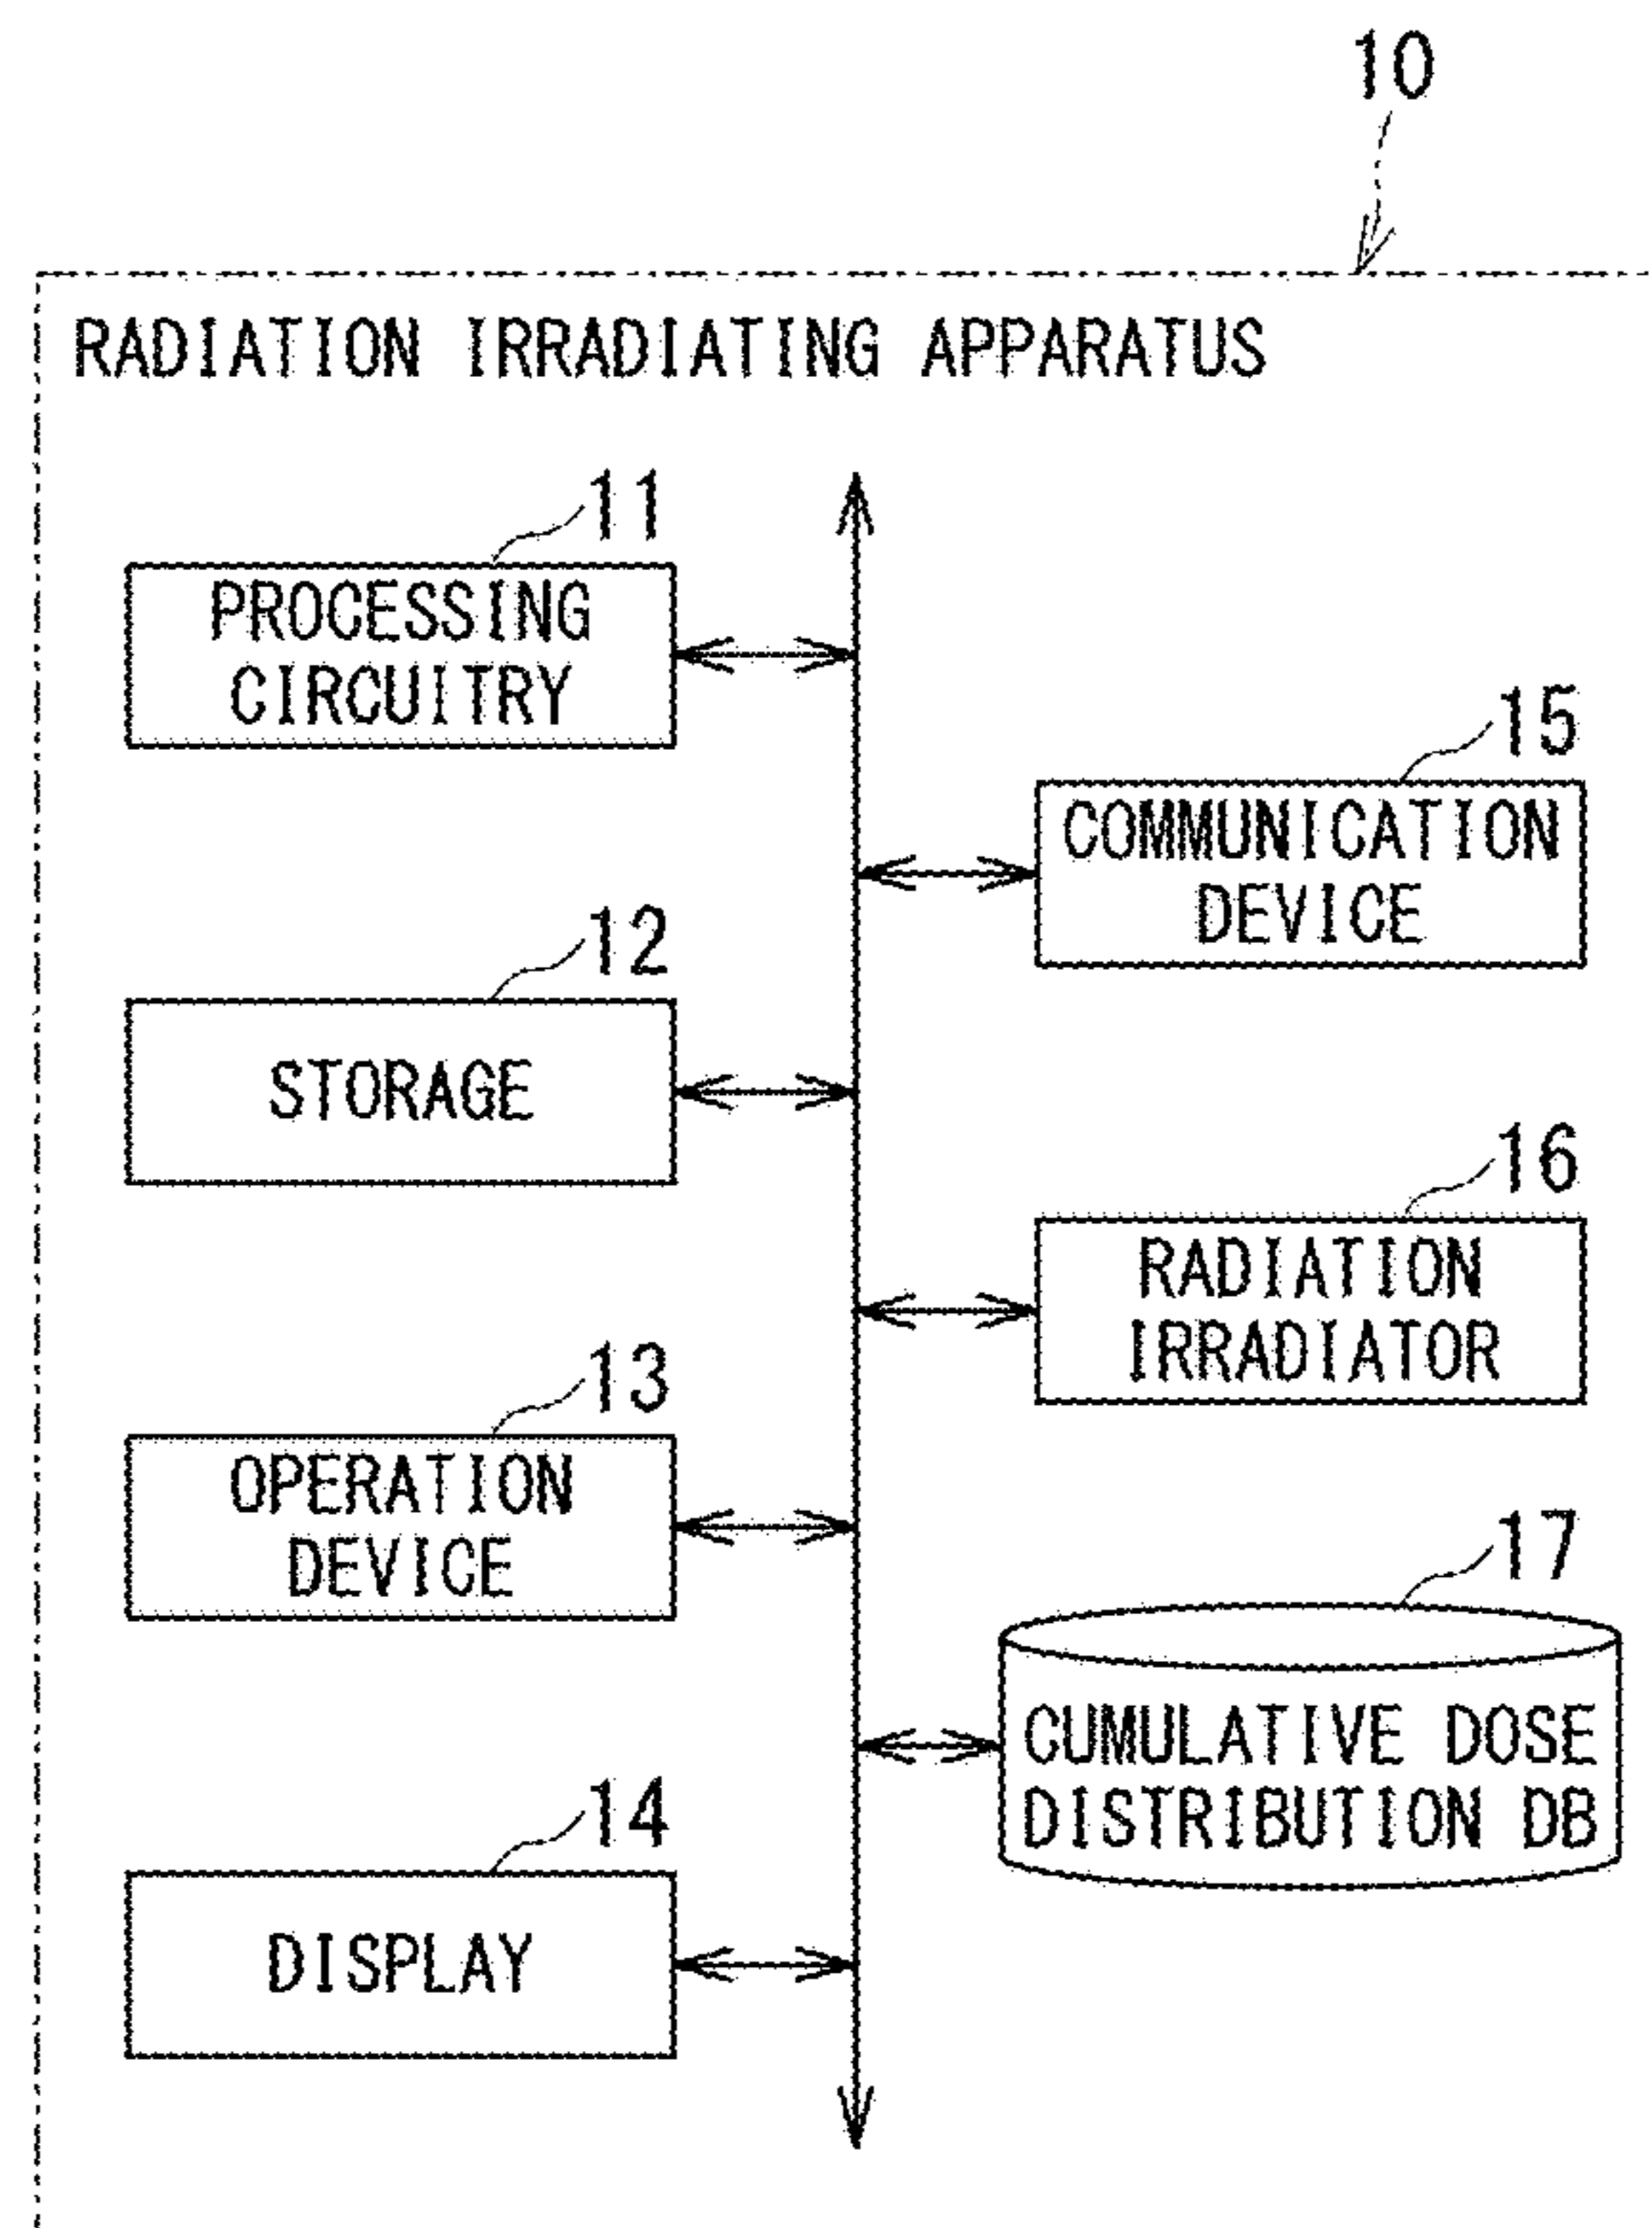 10
RADIATION IRRADIATING APPARATUS
11
PROCESSING
CIRCUITRY
15
COMMUNICATION
DEVICE
12
STORAGE
16
RADIATION
IRRADIATOR
13
OPERATION
DEVICE
17
CUMULATIVE DOSE
DISTRIBUTION DB
14
DISPLAY